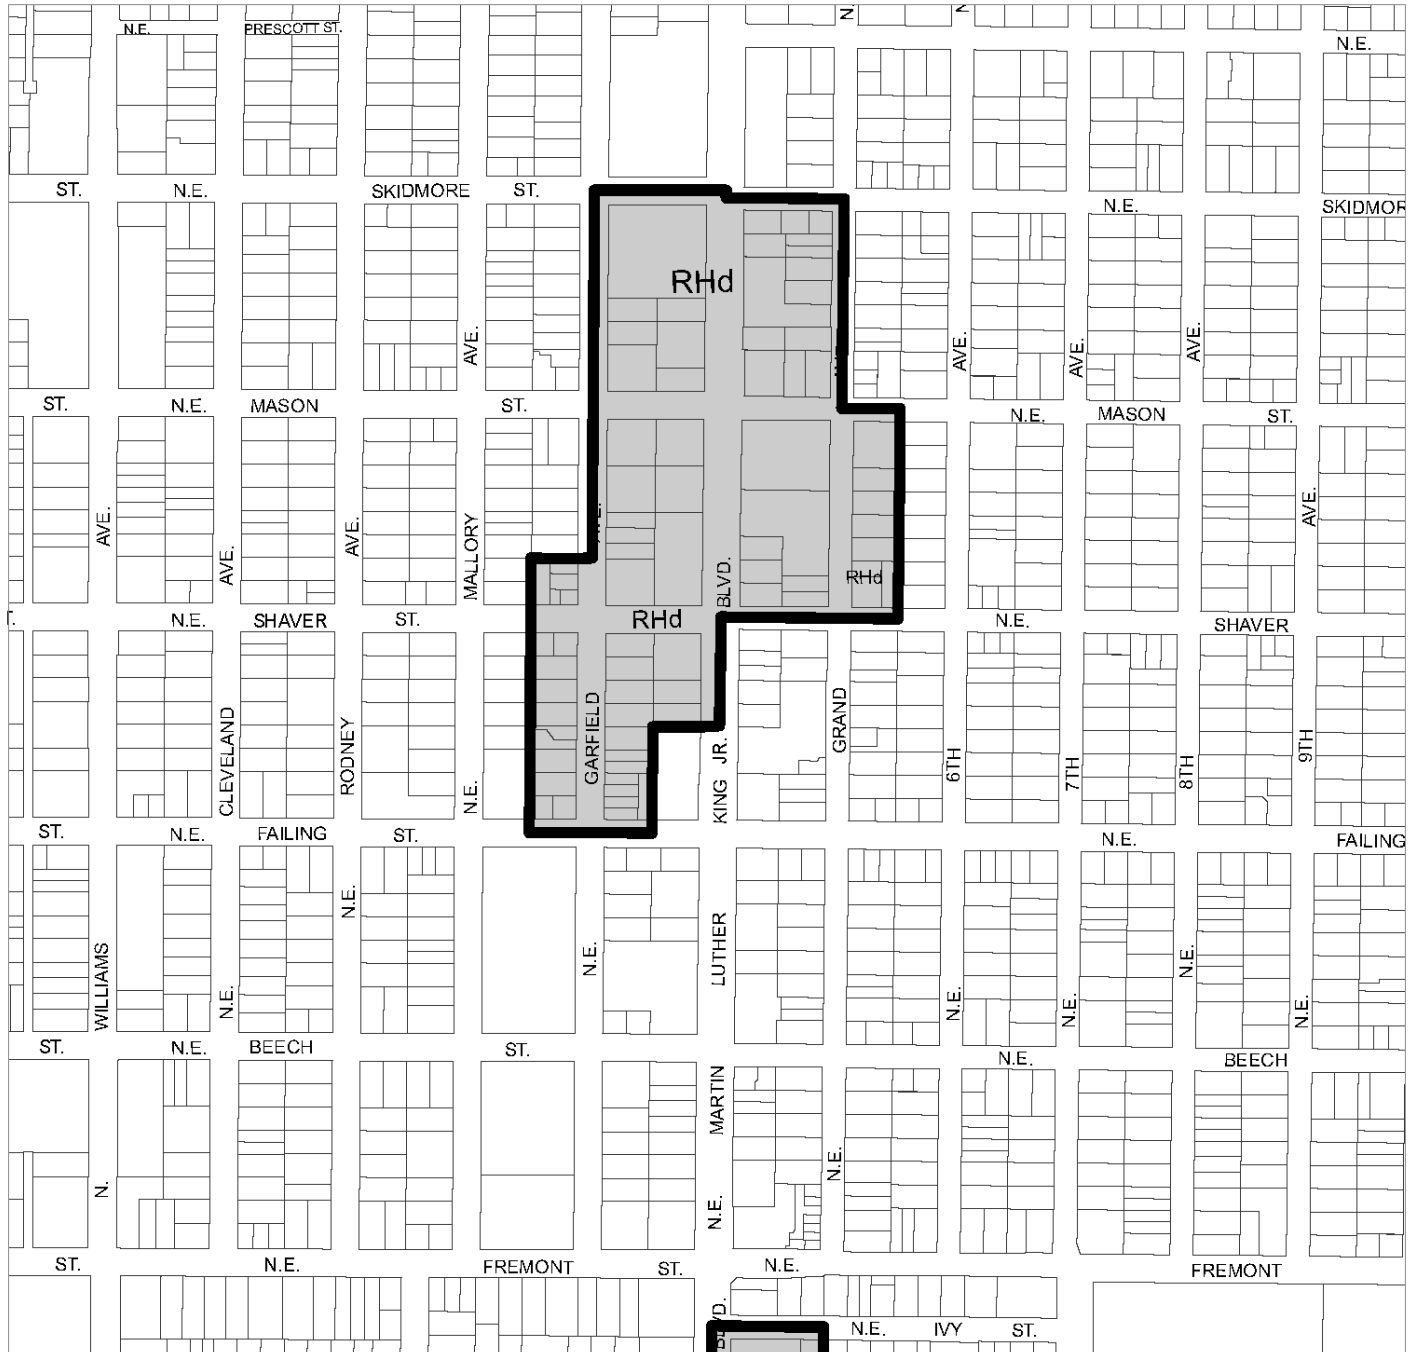 N.E. PRESCOTT ST.
N.
N.
N.E.
ST. N.E. SKIDMORE ST.
N.E. SKIDMOR
RHd
AVE.
AVE.
AVE.
AVE.
ST. N.E. MASON ST.
N.E. MASON ST.
AVE.
AVE.
AVE.
MALLORY
AVE.
BLVD.
AVE.
RHd
T. N.E. SHAVER ST.
RHd
N.E. SHAVER
CLEVELAND
RODNEY
N.E.
GARFIELD
KING JR.
GRAND
6TH
7TH
8TH
9TH
ST. N.E. FAILING ST.
N.E. FAILING
WILLIAMS
N.E.
N.E.
N.E.
LUTHER
N.E.
N.E.
N.E.
N.E.
ST. N.E. BEECH ST.
N.E. BEECH
N.
N.E. MARTIN
N.E.
ST. N.E. FREMONT ST. N.E.
FREMONT
BLVD.
N.E. IVY ST.